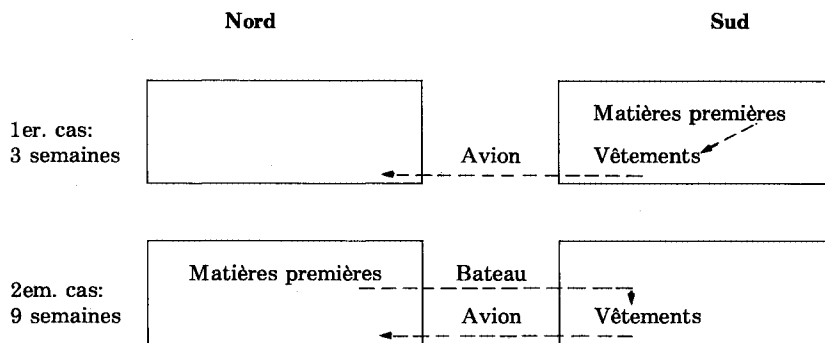 Nord Sud
1er. cas:
3 semaines
Matières premières
Avion Vêtements
2em. cas:
9 semaines
Matières premières Bateau
Avion Vêtements